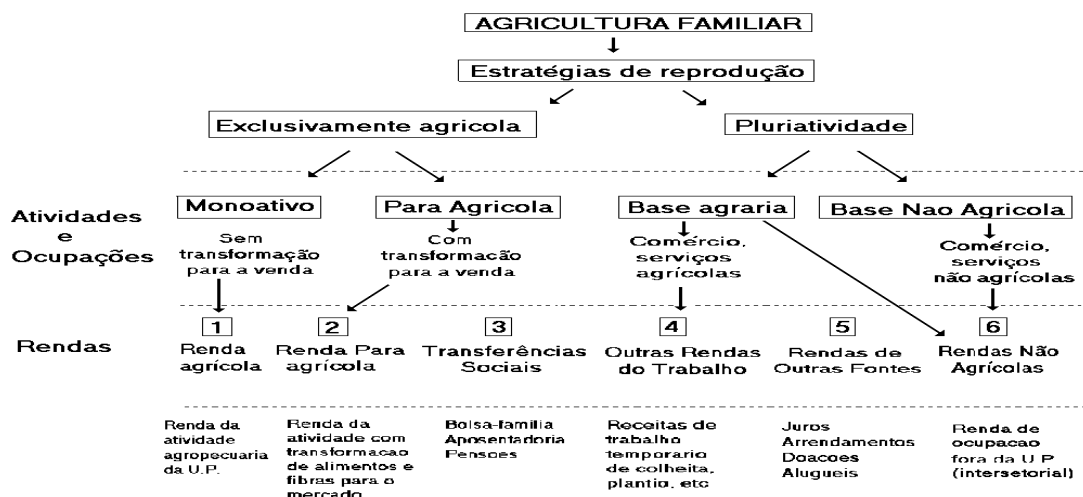 AGRICULTURA FAMILIAR
Estratégias de reprodução
Exclusivamente agricola
Pluriatividade
Atividades
e
Ocupações
Monoativo
Sem
transformação
para a venda
Para Agricola
Com
transformacão
para a venda
Base agraria
Comércio,
serviços
agrícolas
Base Nao Agricola
Comércio,
serviços
não agrícolas
Rendas
1
Renda
agrícola
2
Renda Para
agrícola
3
Transferências
Sociais
4
Outras Rendas
do Trabalho
5
Rendas de
Outras Fontes
6
Rendas Não
Agrícolas
Renda da
atividade
agropecuria
da U.P.
Renda da
atividade com
transformacao
de alimentos e
fibras para o
mercado
Bolsa-familia
Aposentadoria
Pensoes
Receitas de
trabalho
temporario
de colheita,
plantio, etc
Juros
Arrendamentos
Doacoes
Alugueis
Renda de
ocupacao
fora da U.P
(intersetorial)